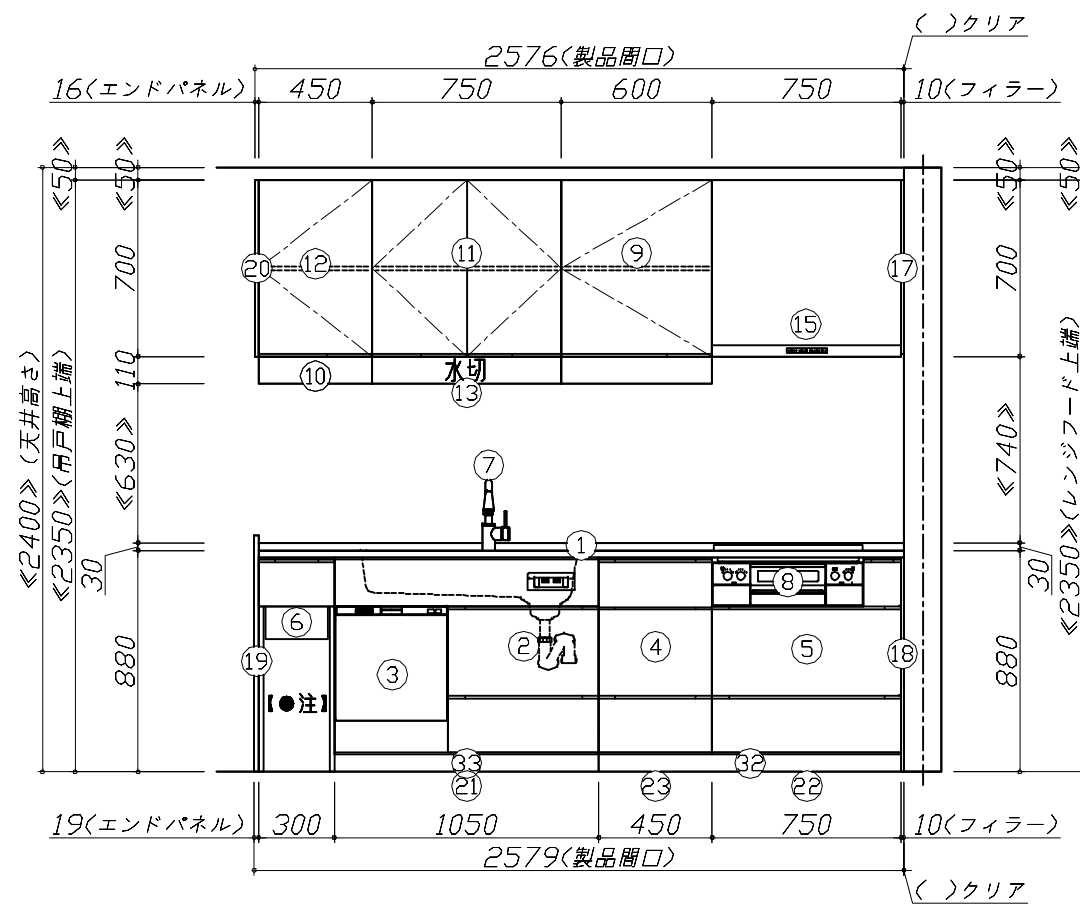 ( )クリア
2576(製品間口)
16(エンドパネル) 450 750 600 750 10(フィラー)
≪50≫ ≪50≫ ≪50≫ ≪50≫
700 700
20 12 11 9 17
15
110
10 水切
13
≪2400≫(天井高さ)
≪2350≫(吊戸棚上端)
≪630≫ ≪740≫
≪2350≫(レンジフード上端)
7
30 1 30
8
6
2 4 5
19 3 18
880 880
【●注】
33 32
21 23 22
19(エンドパネル) 300 1050 450 750 10(フィラー)
2579(製品間口)
( )クリア